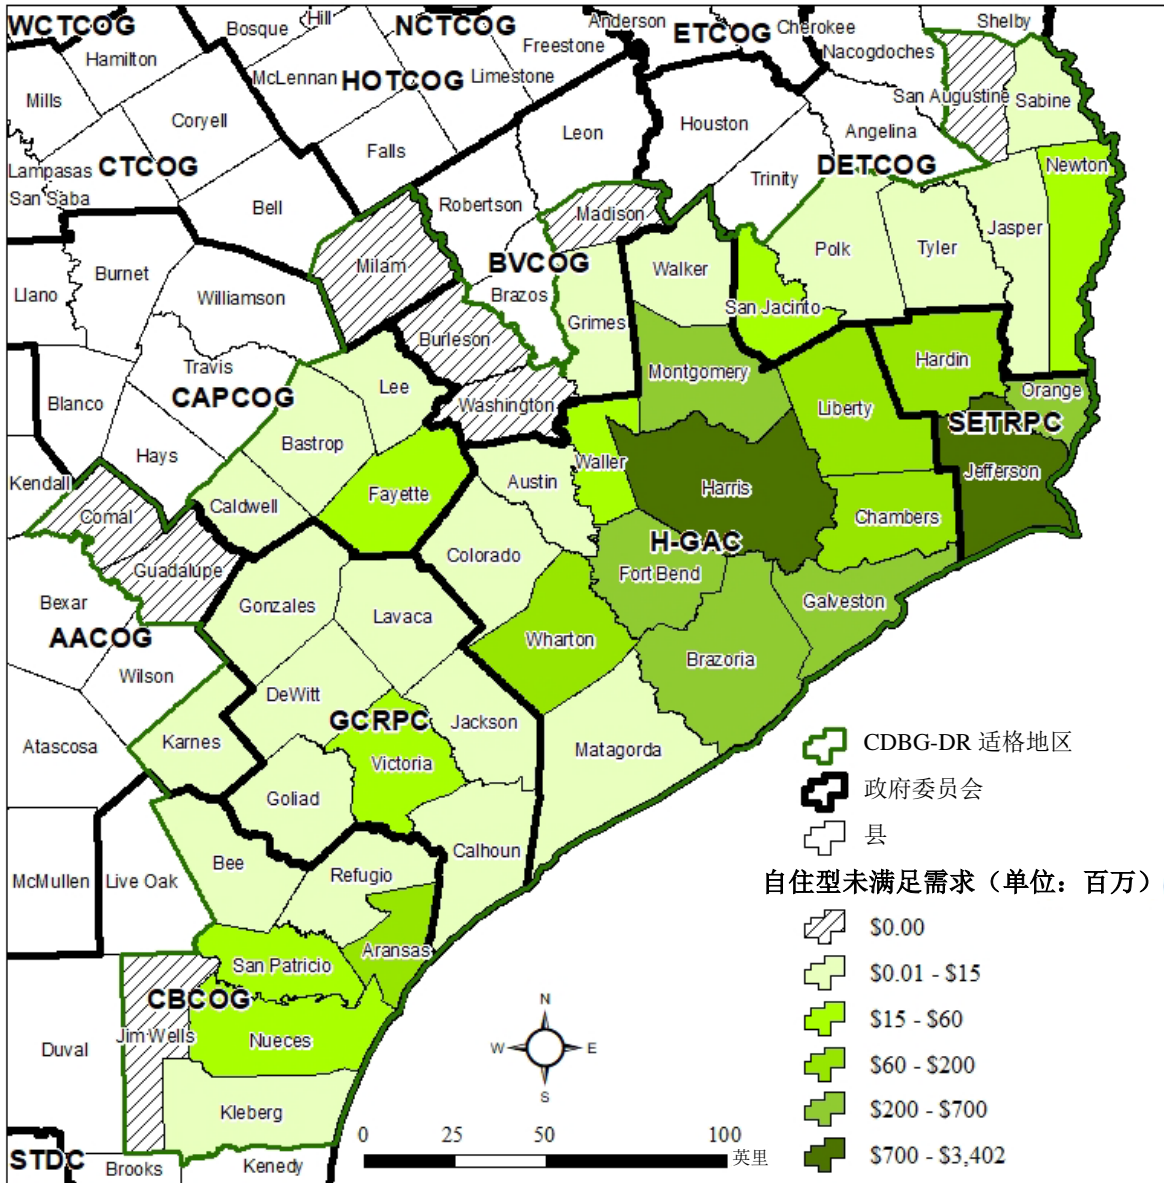 WCTCOG
Hamilton
Bosque
Hill
NCTCOG
Anderson
Freestone
ETCOG
Cherokee
Nacogdoches
Shelby
McLennan
HOTCOG
Limestone
Mills
Coryell
Leon
Houston
San Augustine
Sabine
Angelina
Falls
Lampasas
CTCOG
San Saba
Bell
Robertson
Madison
Trinity
DETCOG
Newton
Milam
BVCOG
Brazos
Burnet
Williamson
Llano
Walker
Polk
Tyler
Jasper
San Jacinto
Grimes
Burleson
Travis
Montgomery
Hardin
Orange
Blanco
CAPCOG
Lee
Washington
Liberty
SETRPC
Bastrop
Hays
Waller
Jefferson
Kendall
Caldwell
Fayette
Austin
Harris
Comal
Chambers
Colorado
H-GAC
Guadalupe
Fort Bend
Bexar
Gonzales
Lavaca
Galveston
AACOG
Wharton
Wilson
Brazoria
DeWitt
GCRPC
Jackson
Atascosa
Karnes
Victoria
Matagorda
Goliad
Calhoun
Bee
Refugio
McMullen
Live Oak
Aransas
San Patricio
CBCOG
Jim Wells
Nueces
Duval
Kleberg
STDC
Brooks
Kenedy
CDBG-DR 适格地区
政府委员会
县
自住型未满足需求（单位：百万）
$0.00
$0.01 - $15
$15 - $60
$60 - $200
$200 - $700
$700 - $3,402
N
W E
S
0 25 50 100
英里